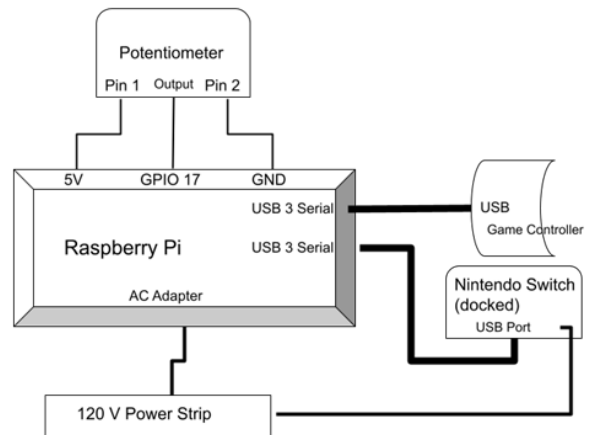 Potentiometer
Pin 1 Output Pin 2
5V GPIO 17 GND
USB 3 Serial
USB
Game Controller
Raspberry Pi
USB 3 Serial
Nintendo Switch
(docked)
USB Port
AC Adapter
120 V Power Strip